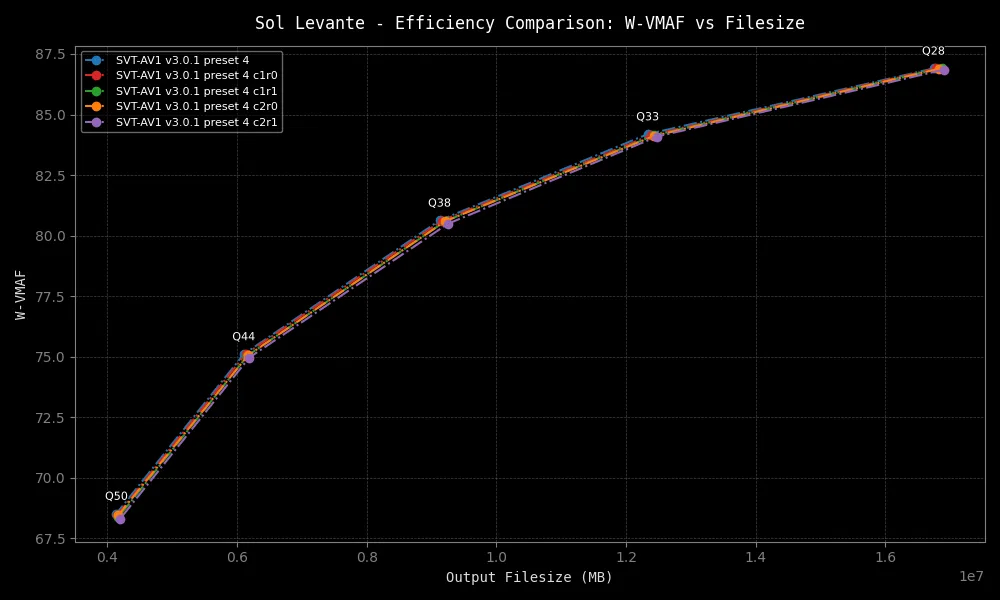 Sol Levante - Efficiency Comparison: W-VMAF vs Filesize
SVT-AV1 v3.0.1 preset 4
SVT-AV1 v3.0.1 preset 4 c1r0
SVT-AV1 v3.0.1 preset 4 c1r1
SVT-AV1 v3.0.1 preset 4 c2r0
SVT-AV1 v3.0.1 preset 4 c2r1
Q28
Q33
Q38
Q44
Q50
87.5
85.0
82.5
80.0
77.5
75.0
72.5
70.0
67.5
W-VMAF
0.4 0.6 0.8 1.0 1.2 1.4 1.6
1e7
Output Filesize (MB)